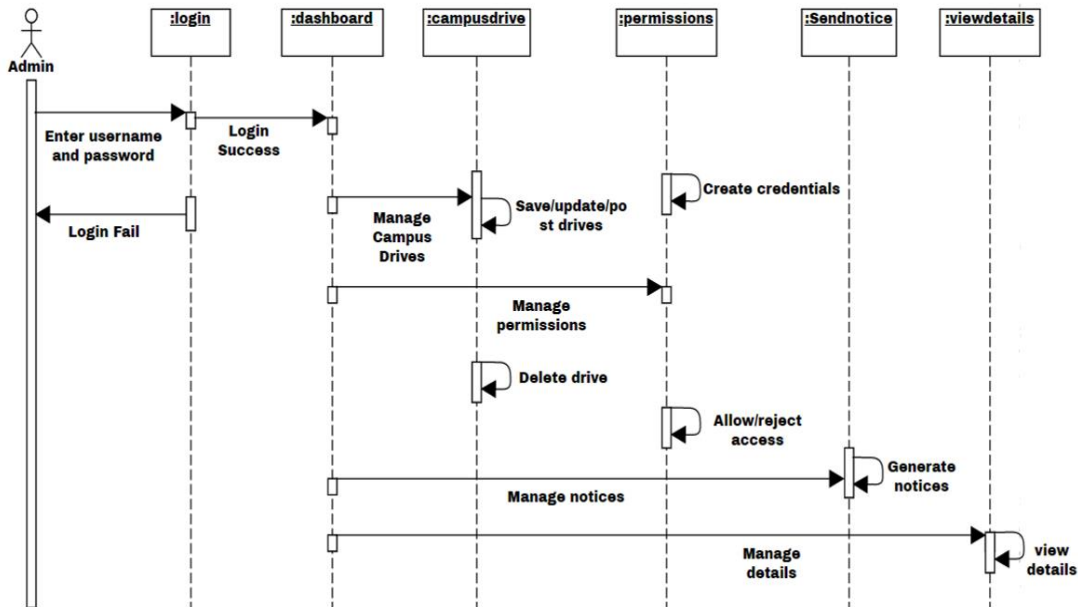 :login
:dashboard
:campusdrive
:permissions
:Sendnotice
:viewdetails
Admin
Enter username
and password
Login
Success
Login Fail
Manage
Campus
Drives
Save/update/po
st drives
Create credentials
Manage
permissions
Delete drive
Allow/reject
access
Manage notices
Generate
notices
Manage
details
view
details